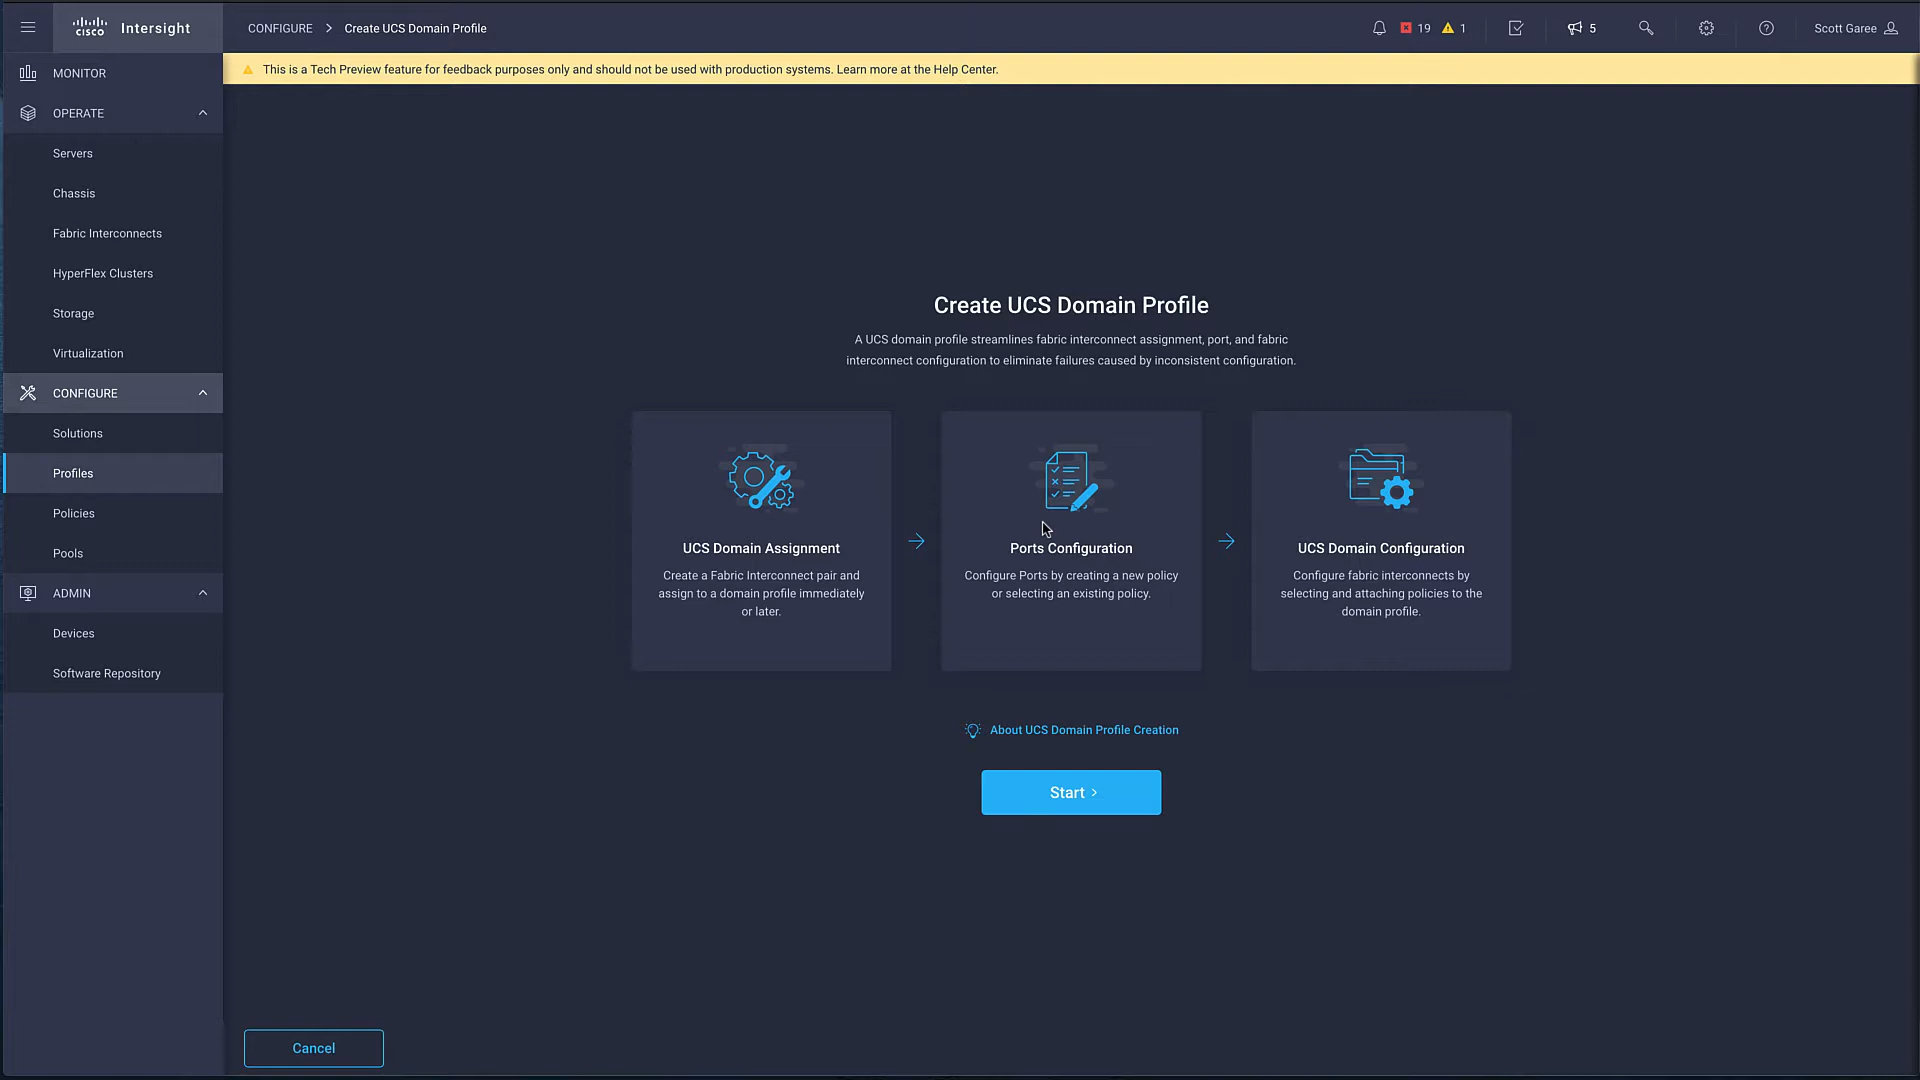 CISCO
Intersight
CONFIGURE > Create UCS Domain Profile
19
1
5
Scott Garee
This is a Tech Preview feature for feedback purposes only and should not be used with production systems. Learn more at the Help Center.
MONITOR
OPERATE
Servers
Chassis
Fabric Interconnects
HyperFlex Clusters
Storage
Virtualization
CONFIGURE
Solutions
Profiles
Policies
Pools
ADMIN
Devices
Software Repository
Create UCS Domain Profile
A UCS domain profile streamlines fabric interconnect assignment, port, and fabric
interconnect configuration to eliminate failures caused by inconsistent configuration.
UCS Domain Assignment
Create a Fabric Interconnect pair and
assign to a domain profile immediately
or later.
Ports Configuration
Configure Ports by creating a new policy
or selecting an existing policy.
UCS Domain Configuration
Configure fabric interconnects by
selecting and attaching policies to the
domain profile.
About UCS Domain Profile Creation
Start >
Cancel